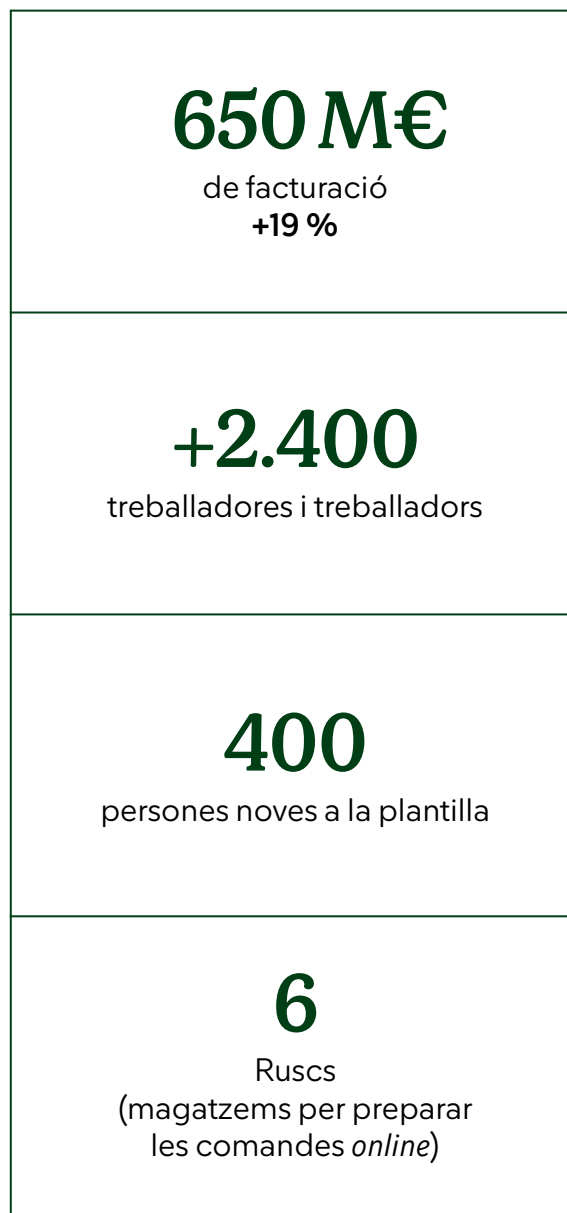 650 M€
de facturació
+19 %
+2.400
treballadores i treballadors
400
persones noves a la plantilla
6
Ruscs
(magatzems per preparar
les comandes online)